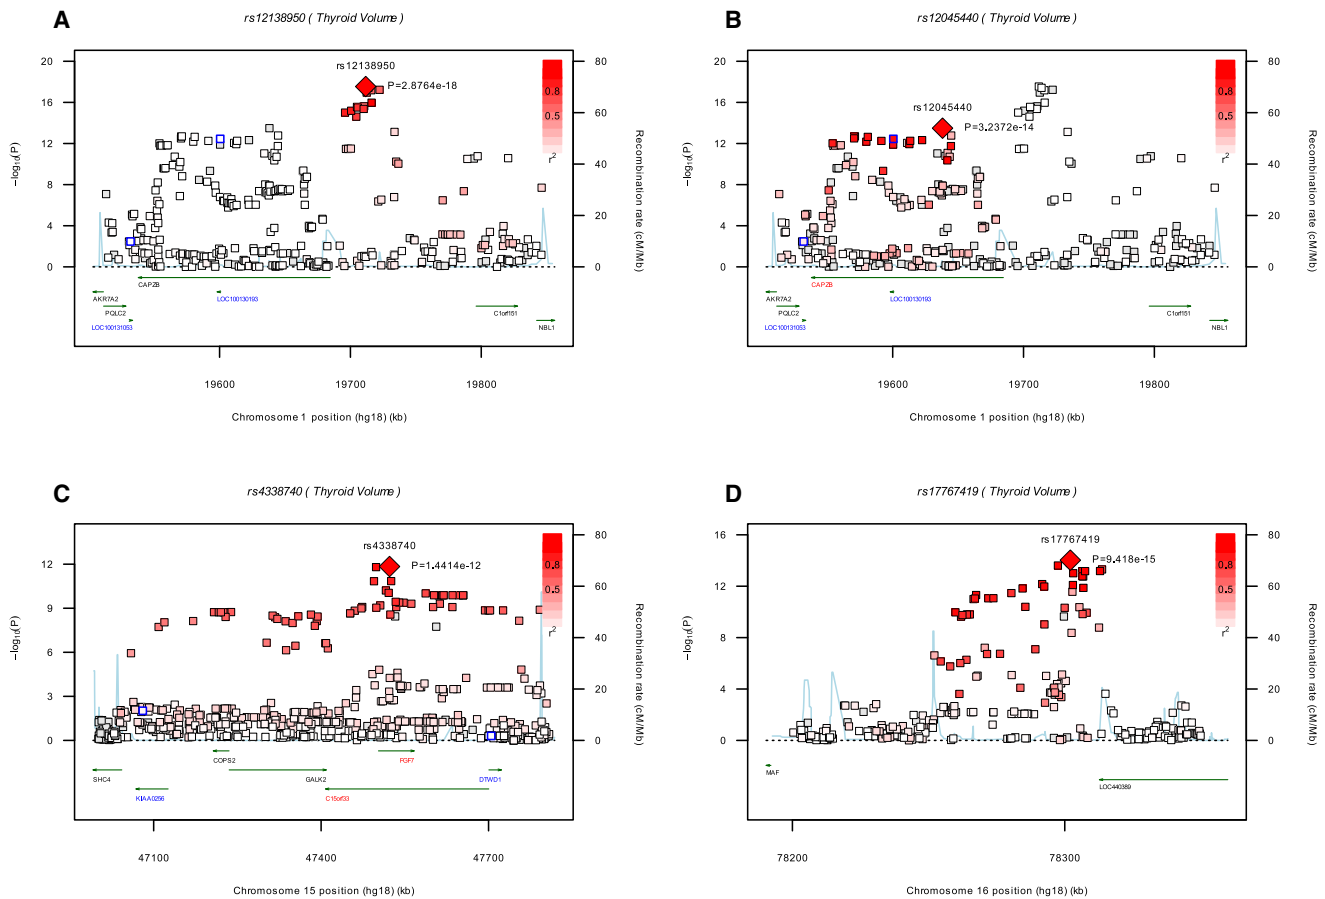 A
rs12138950 ( Thyroid Volume )
rs12138950
P=2.8764e-18
20
16
12
8
4
0
−log10(P)
80
60
40
20
0
Recombination rate (cM/Mb)
0.8
0.5
r2
CAPZB
AKR7A2
LOC100130193
PQLC2
C1orf151
LOC100131053
NBL1
19600
19700
19800
Chromosome 1 position (hg18) (kb)
B
rs12045440 ( Thyroid Volume )
rs12045440
P=3.2372e-14
20
16
12
8
4
0
−log10(P)
80
60
40
20
0
Recombination rate (cM/Mb)
0.8
0.5
r2
CAPZB
AKR7A2
LOC100130193
PQLC2
C1orf151
LOC100131053
NBL1
19600
19700
19800
Chromosome 1 position (hg18) (kb)
C
rs4338740 ( Thyroid Volume )
rs4338740
P=1.4414e-12
12
9
6
3
0
−log10(P)
80
60
40
20
0
Recombination rate (cM/Mb)
0.8
0.5
r2
COPS2
FGF7
SHC4
GALK2
DTWD1
KIAA0256
C15orf33
47100
47400
47700
Chromosome 15 position (hg18) (kb)
D
rs17767419 ( Thyroid Volume )
rs17767419
P=9.418e-15
16
12
8
4
0
−log10(P)
80
60
40
20
0
Recombination rate (cM/Mb)
0.8
0.5
r2
MAF
LOC440389
78200
78300
Chromosome 16 position (hg18) (kb)